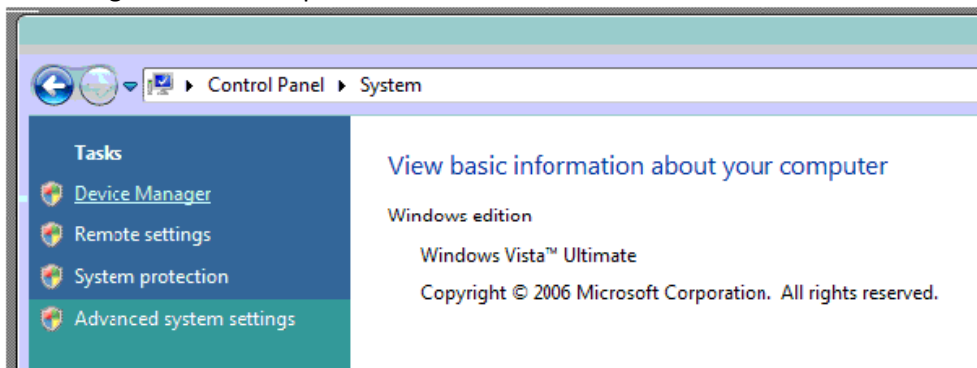 Control Panel System
Tasks
Device Manager
Remote settings
System protection
Advanced system settings
View basic information about your computer
Windows edition
Windows Vista™ Ultimate
Copyright © 2006 Microsoft Corporation. All rights reserved.